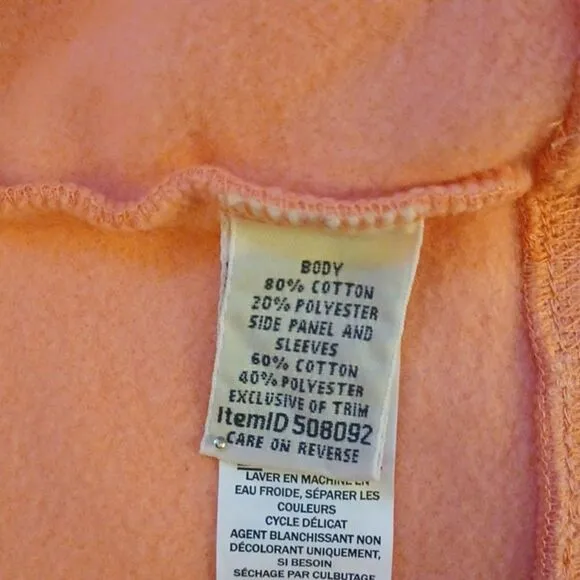 BODY
80% COTTON
20% POLYESTER
SIDE PANEL AND
SLEEVES
60% COTTON
40% POLYESTER
EXCLUSIVE OF TRIM
ItemID 508092
CARE ON REVERSE
LAVER EN MACHINE EN
EAU FROIDE, SÉPARER LES
COULEURS
CYCLE DÉLICAT
AGENT BLANCHISSANT NON
DÉCOLORANT UNIQUEMENT,
SI BESOIN
SÉCHAGE PAR CULBUTAGE